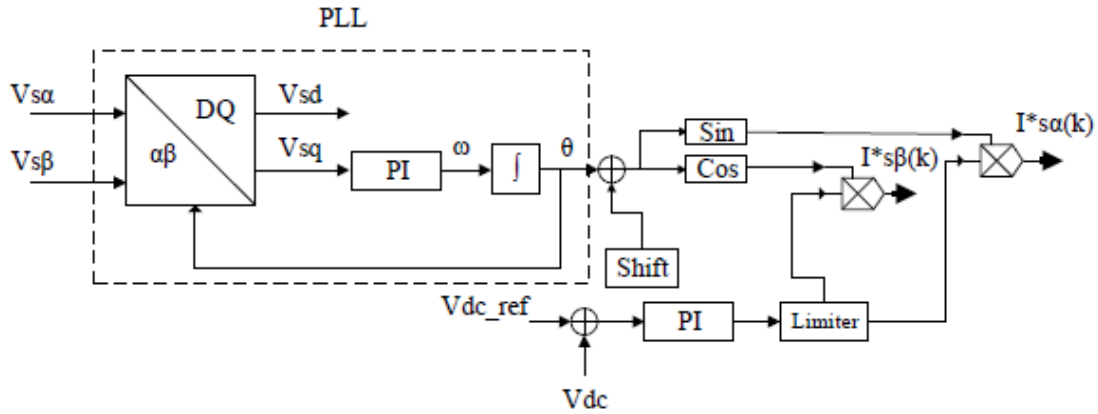 PLL
Vsα
DQ
Vsd
Vsβ
αβ
Vsq
PI
ω
∫
θ
Sin
Cos
I*sα(k)
I*sβ(k)
Shift
Vdc_ref
PI
Limiter
Vdc